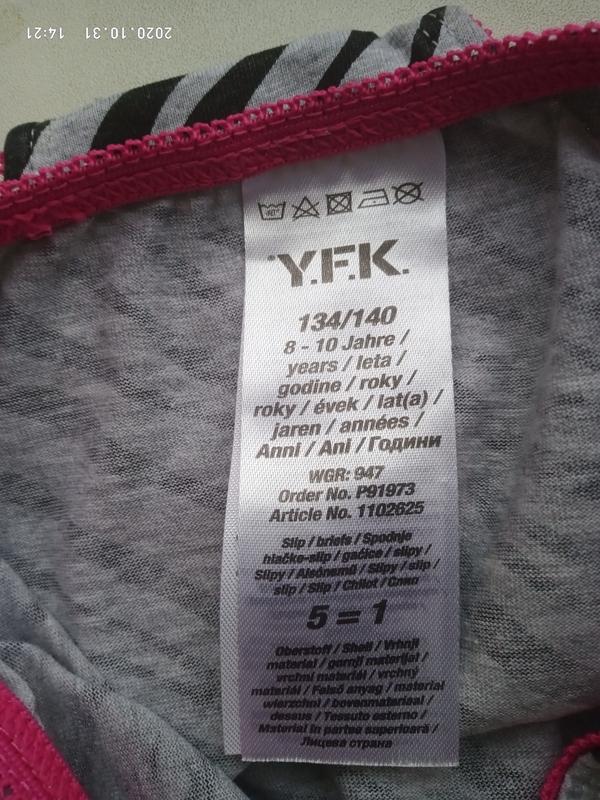 2020.10.31 14:21
40°
Y.F.K.
134/140
8 - 10 Jahre /
years / leta /
godine / roky /
roky / évek / lat(a) /
jaren / années /
Anni / Ani / Години
WGR: 947
Order No. P91973
Article No. 1102625
Slip / briefs / Spodnje
hlačke-slip / gaćice / slipy /
Slipy / Alsónemű / Slipy / slip /
slip / Slip / Chilot / Слип
5 = 1
Oberstoff / Shell / Vrhnji
material / gornji materijal /
vrchní materiál / vrchný
materiál / Felső anyag / materiał
wierzchni / bovenmateriaal /
dessus / Tessuto esterno /
Material în partea superioară /
Лицева страна